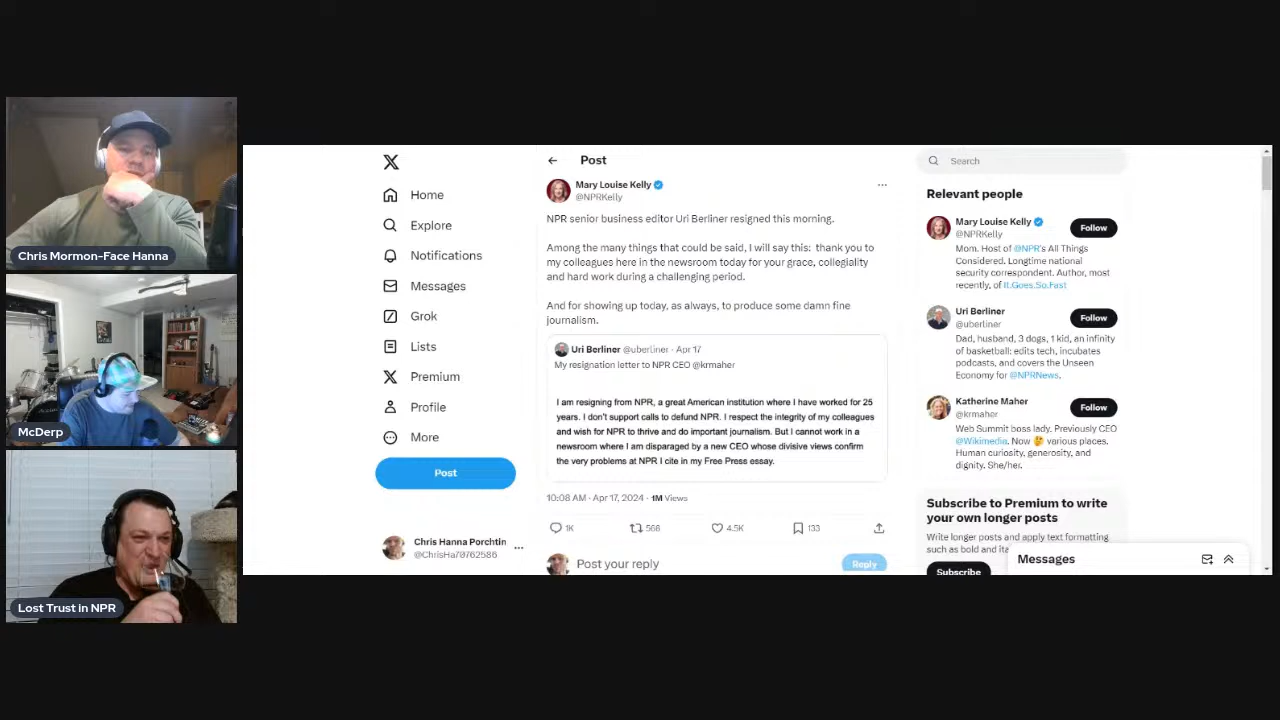 Chris Mormon-Face Hanna
McDerp
Lost Trust in NPR
Home
Explore
Notifications
Messages
Grok
Lists
Premium
Profile
More
Post
Chris Hanna Porchtin
@ChrisHa70762586
Post
Mary Louise Kelly
@NPRKelly
NPR senior business editor Uri Berliner resigned this morning.
Among the many things that could be said, I will say this: thank you to
my colleagues here in the newsroom today for your grace, collegiality
and hard work during a challenging period.
And for showing up today, as always, to produce some damn fine
journalism.
Uri Berliner @uberliner · Apr 17
My resignation letter to NPR CEO @krmaher
I am resigning from NPR, a great American institution where I have worked for 25
years. I don't support calls to defund NPR. I respect the integrity of my colleagues
and wish for NPR to thrive and do important journalism. But I cannot work in a
newsroom where I am disparaged by a new CEO whose divisive views confirm
the very problems at NPR I cite in my Free Press essay.
10:08 AM · Apr 17, 2024 · 1M Views
1K 568 4.5K 133
Post your reply Reply
Search
Relevant people
Mary Louise Kelly
@NPRKelly
Follow
Mom. Host of @NPR's All Things
Considered. Longtime national
security correspondent. Author, most
recently, of It.Goes.So.Fast
Uri Berliner
@uberliner
Follow
Dad, husband, 3 dogs, 1 kid, an infinity
of basketball: edits tech, incubates
podcasts, and covers the Unseen
Economy for @NPRNews.
Katherine Maher
@krmaher
Follow
Web Summit boss lady. Previously CEO
@Wikimedia. Now 🤔 various places.
Human curiosity, generosity, and
dignity. She/her.
Subscribe to Premium to write
your own longer posts
Write longer posts and apply text formatting
such as bold and
Subscribe
Messages